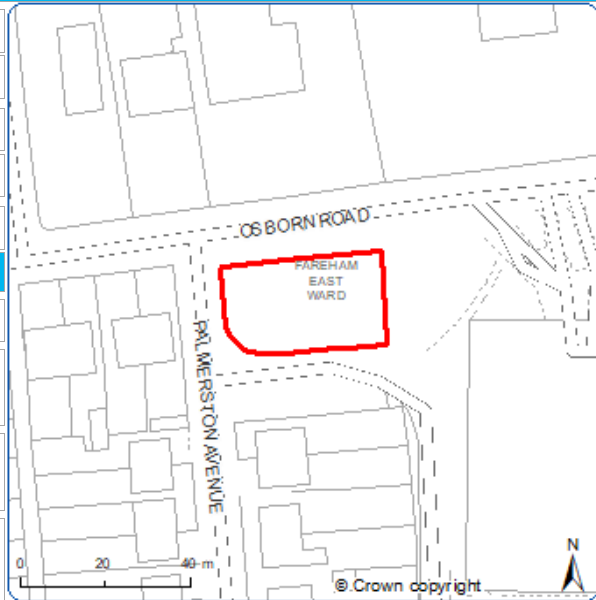 OSBORN ROAD
FAREHAM
EAST
WARD
PALMERSTON AVENUE
0 20 40 m
N
© Crown copyright